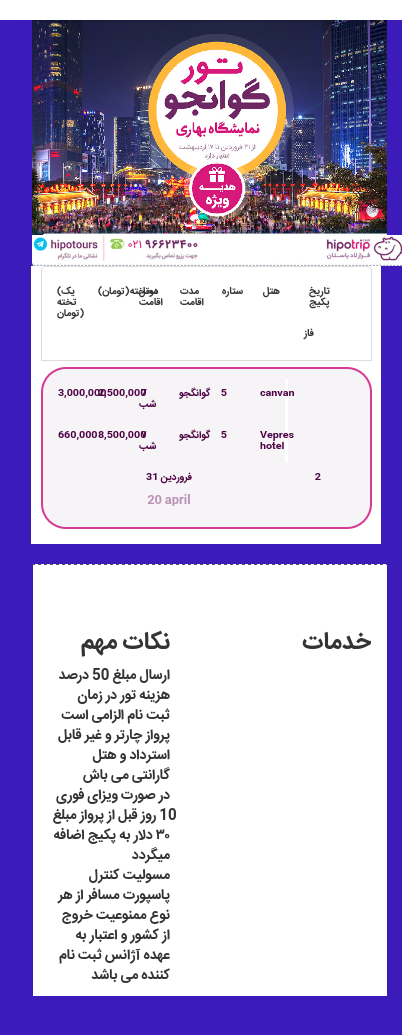 تور
گوانجو
نمایشگاه بهاری
از ۳۱ فروردین تا ۱۷ اردیبهشت
اعتبار دارد
هدیه
ویژه
hipotours
نشانی ما در تلگرام
۰۲۱ ۹۶۶۲۳۴۰۰
جهت رزرو تماس بگیرید
hipotrip
فرازلاد باستان
تاریخ پکیج
هتل
ستاره
مدت اقامت
(تومان)
یک تخته (تومان)
فاز
canvan
5
گوانگجو
7 شب
2,500,000
3,000,000
Vepres hotel
5
گوانگجو
شب
8,500,000
660,000
2
31 فروردین
20 april
خدمات
نکات مهم
ارسال مبلغ 50 درصد
هزینه تور در زمان
ثبت نام الزامی است
پرواز چارتر و غیر قابل
استرداد و هتل
گارانتی می باش
در صورت ویزای فوری
10 روز قبل از پرواز مبلغ
۳۰ دلار به پکیج اضافه
میگردد
مسولیت کنترل
پاسپورت مسافر از هر
نوع ممنوعیت خروج
از کشور و اعتبار به
عهده آژانس ثبت نام
کننده می باشد